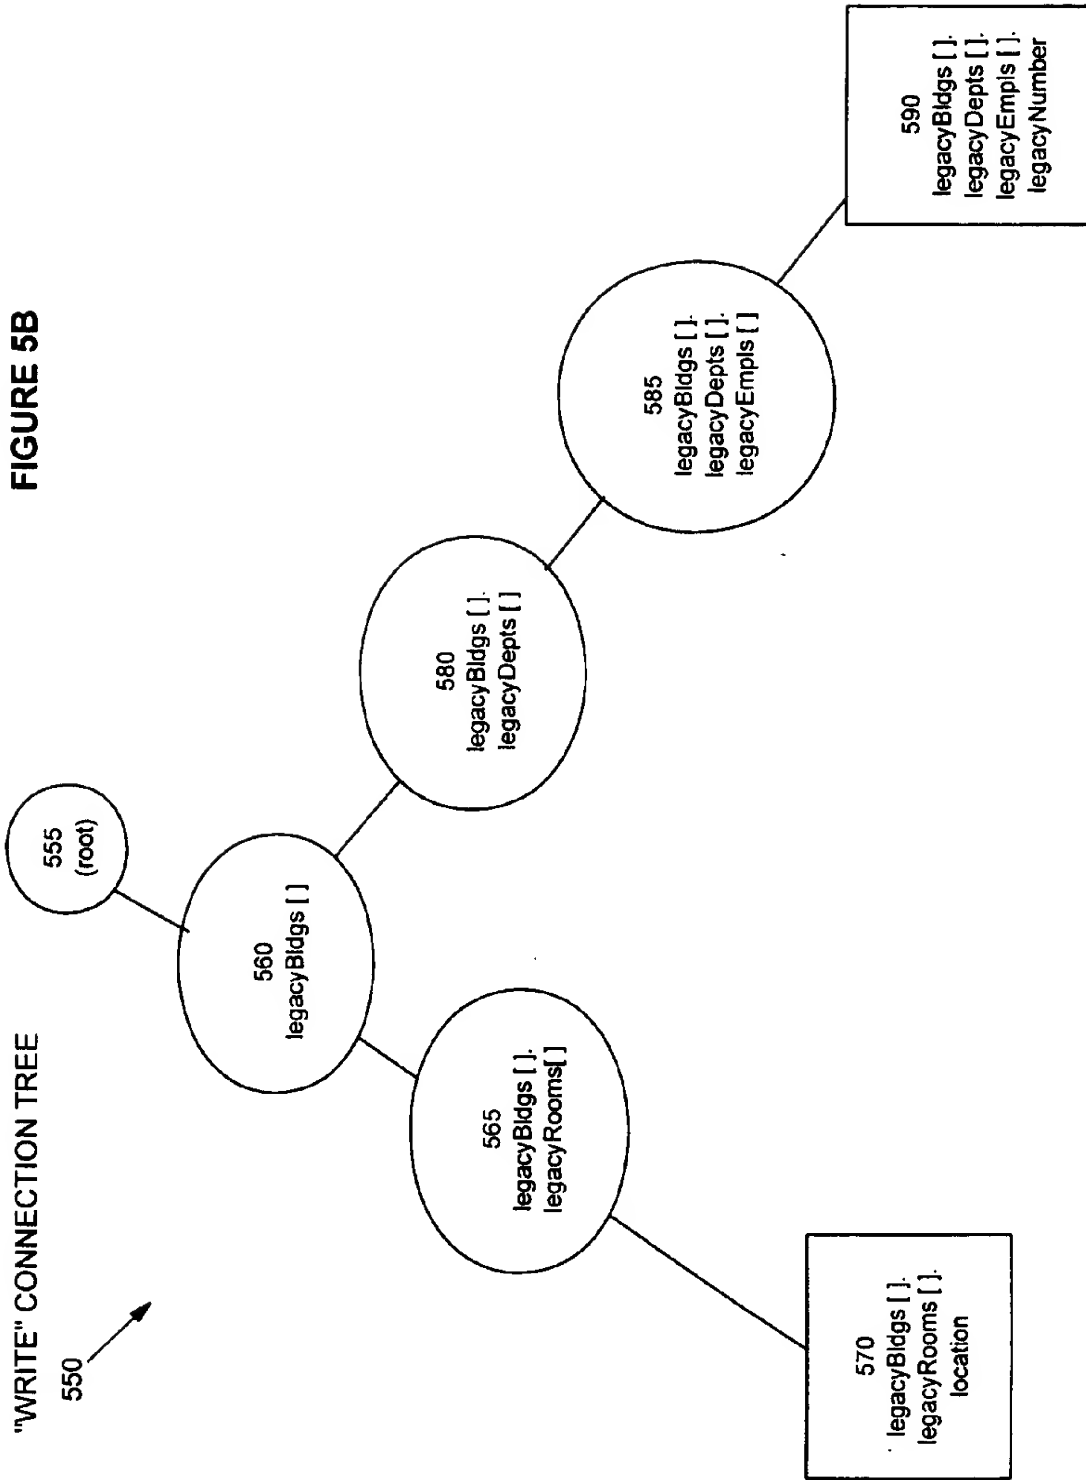 "WRITE" CONNECTION TREE
FIGURE 5B
550
555
(root)
560
legacyBldgs [ ]
565
legacyBldgs [ ].
legacyRooms[ ]
580
legacyBldgs [ ].
legacyDepts [ ]
585
legacyBldgs [ ].
legacyDepts [ ].
legacyEmpls [ ]
570
legacyBldgs [ ].
legacyRooms [ ].
location
590
legacyBldgs [ ].
legacyDepts [ ].
legacyEmpls [ ].
legacyNumber